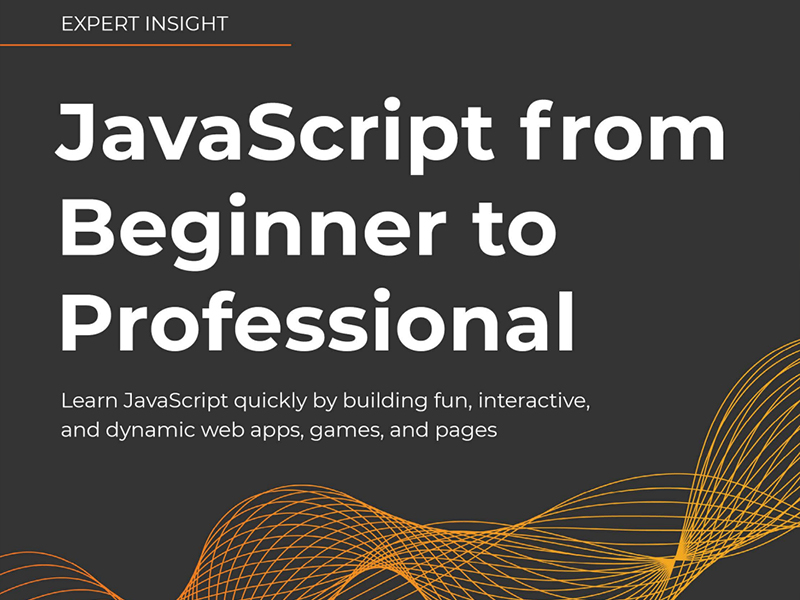 EXPERT INSIGHT
JavaScript from
Beginner to
Professional
Learn JavaScript quickly by building fun, interactive,
and dynamic web apps, games, and pages